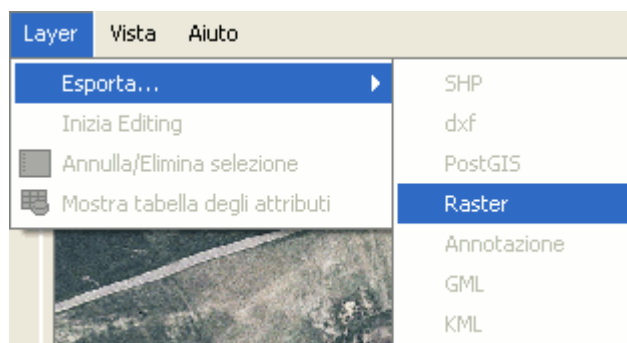 Layer Vista Aiuto
Esporta...
Inizia Editing
Annulla/Elimina selezione
Mostra tabella degli attributi
SHP
dxf
PostGIS
Raster
Annotazione
GML
KML